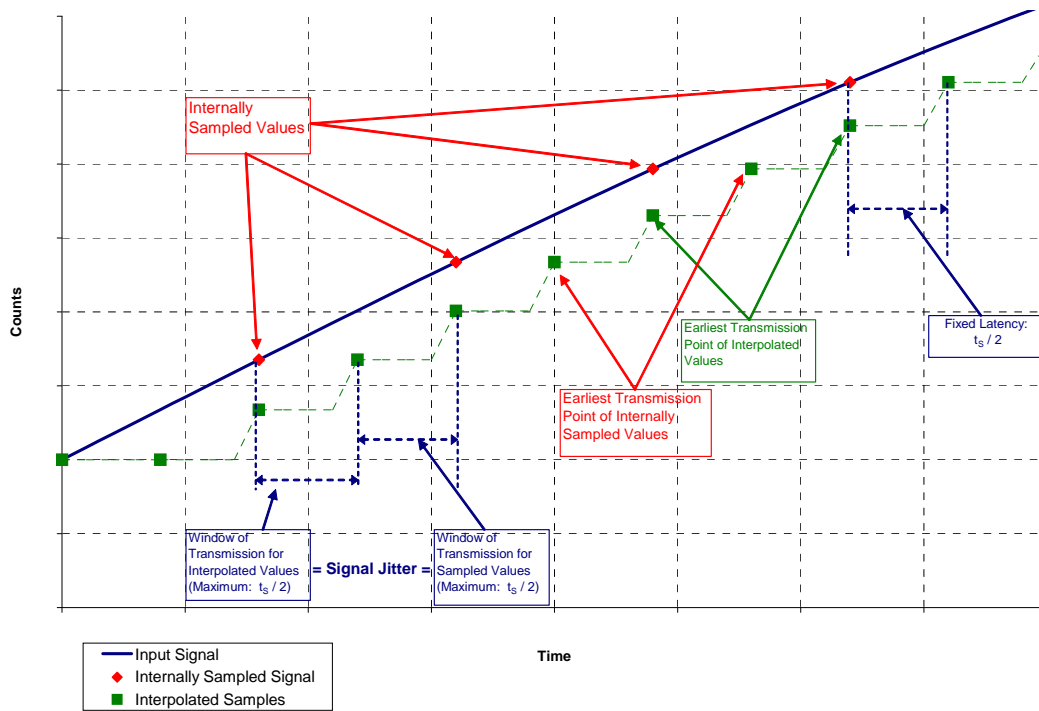 Internally
Sampled Values
Counts
Earliest Transmission
Point of Interpolated
Values
Fixed Latency:
tS / 2
Earliest Transmission
Point of Internally
Sampled Values
Window of
Transmission for
Interpolated Values
(Maximum: tS / 2)
= Signal Jitter =
Window of
Transmission for
Sampled Values
(Maximum: tS / 2)
Time
Input Signal
Internally Sampled Signal
Interpolated Samples